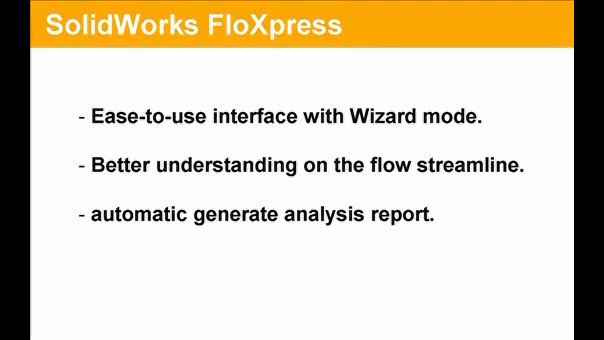 SolidWorks FloXpress
- Ease-to-use interface with Wizard mode.
- Better understanding on the flow streamline.
- automatic generate analysis report.